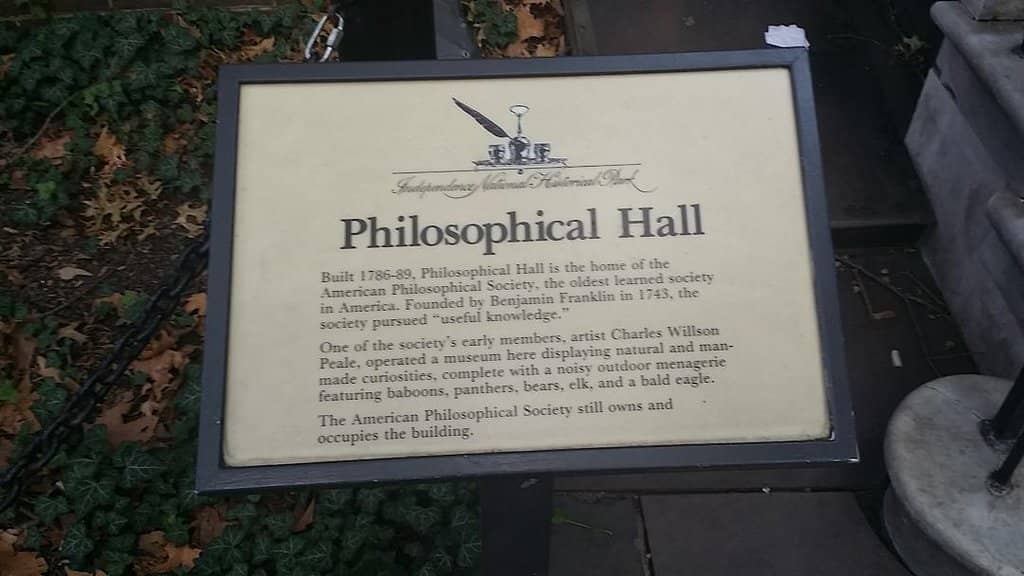 Independence National Historical Park
Philosophical Hall
Built 1786-89, Philosophical Hall is the home of the
American Philosophical Society, the oldest learned society
in America. Founded by Benjamin Franklin in 1743, the
society pursued "useful knowledge."
One of the society's early members, artist Charles Willson
Peale, operated a museum here displaying natural and man-
made curiosities, complete with a noisy outdoor menagerie
featuring baboons, panthers, bears, elk, and a bald eagle.
The American Philosophical Society still owns and
occupies the building.